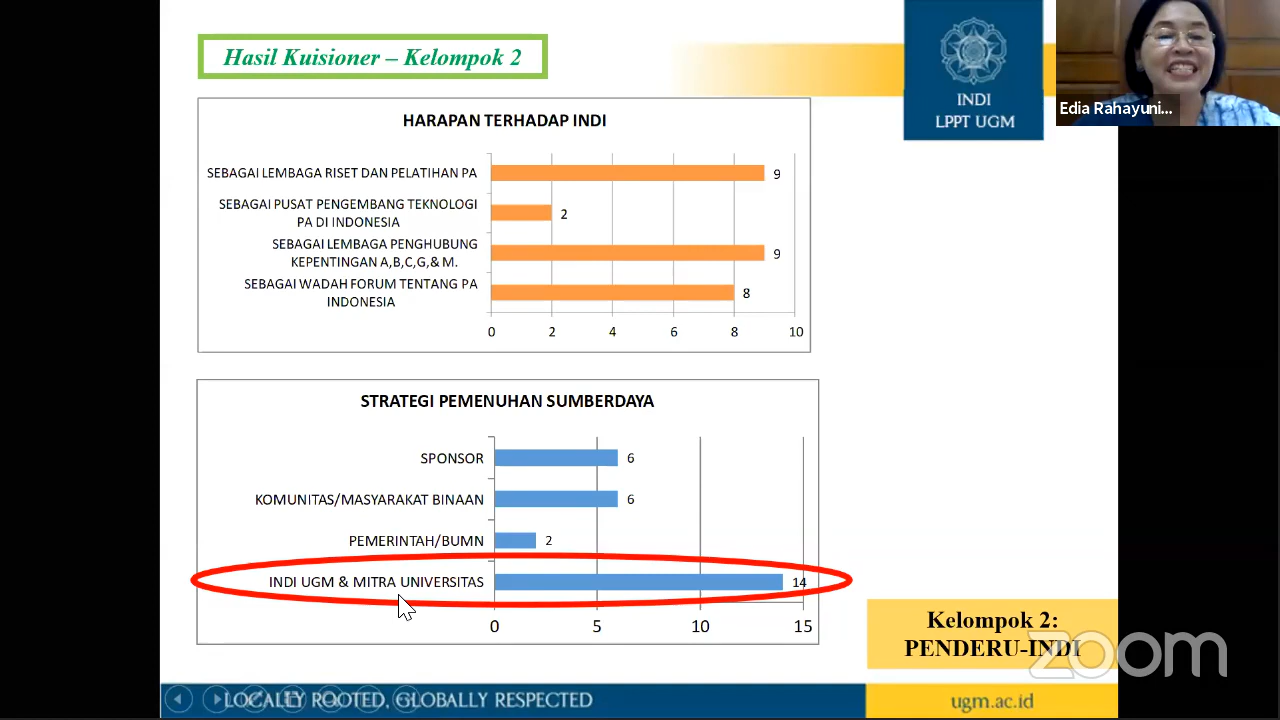 Hasil Kuisioner – Kelompok 2
INDI
LPPT UGM
Edia Rahayuni...
HARAPAN TERHADAP INDI
SEBAGAI LEMBAGA RISET DAN PELATIHAN PA
9
SEBAGAI PUSAT PENGEMBANG TEKNOLOGI
PA DI INDONESIA
2
SEBAGAI LEMBAGA PENGHUBUNG
KEPENTINGAN A,B,C,G,& M.
9
SEBAGAI WADAH FORUM TENTANG PA
INDONESIA
8
0 2 4 6 8 10
STRATEGI PEMENUHAN SUMBERDAYA
SPONSOR 6
KOMUNITAS/MASYARAKAT BINAAN 6
PEMERINTAH/BUMN 2
INDI UGM & MITRA UNIVERSITAS 14
0 5 10 15
Kelompok 2:
PENDERU-INDI
zoom
LOCALLY ROOTED, GLOBALLY RESPECTED
ugm.ac.id